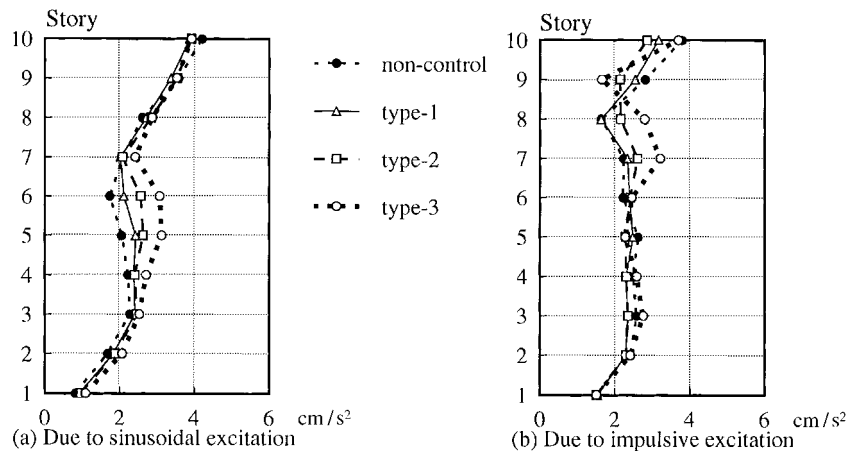 Story
10
9
8
7
6
5
4
3
2
1
0 2 4 6 cm/s²
(a) Due to sinusoidal excitation
non-control
type-1
type-2
type-3
Story
10
9
8
7
6
5
4
3
2
1
0 2 4 6 cm/s²
(b) Due to impulsive excitation